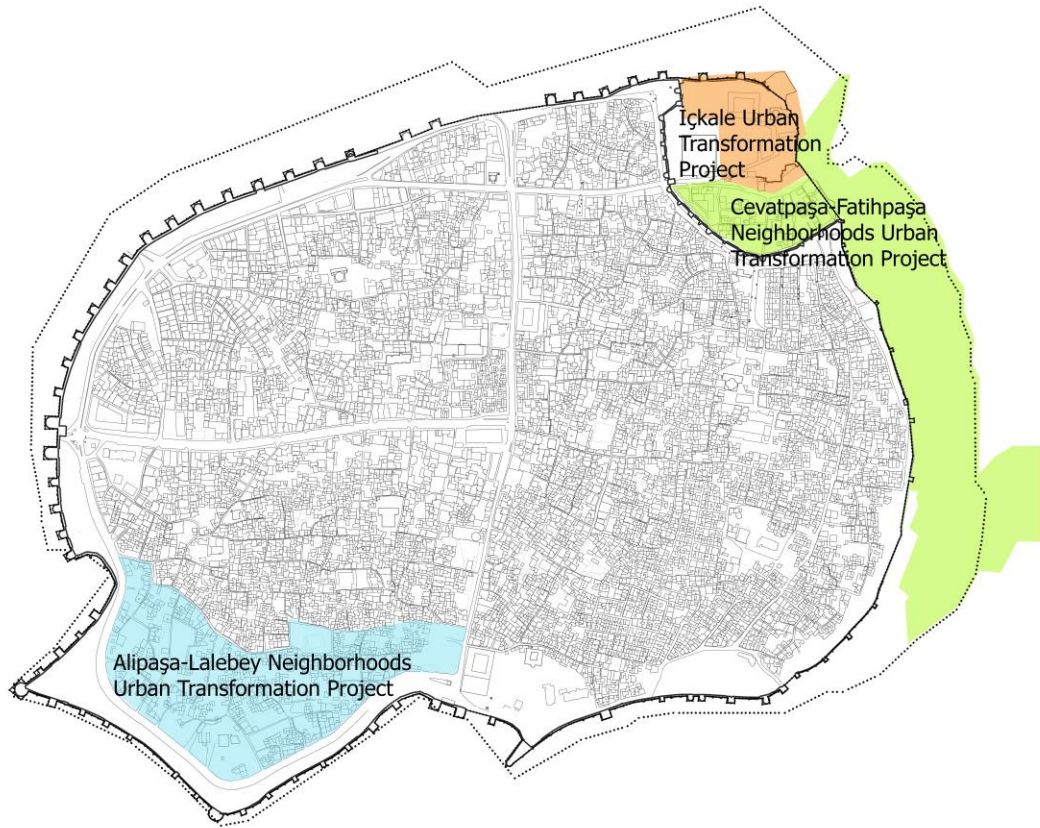 Içkale Urban
Transformation
Project
Cevatpaşa-Fatihpaşa
Neighborhoods Urban
Transformation Project
Alipaşa-Lalebey Neighborhoods
Urban Transformation Project